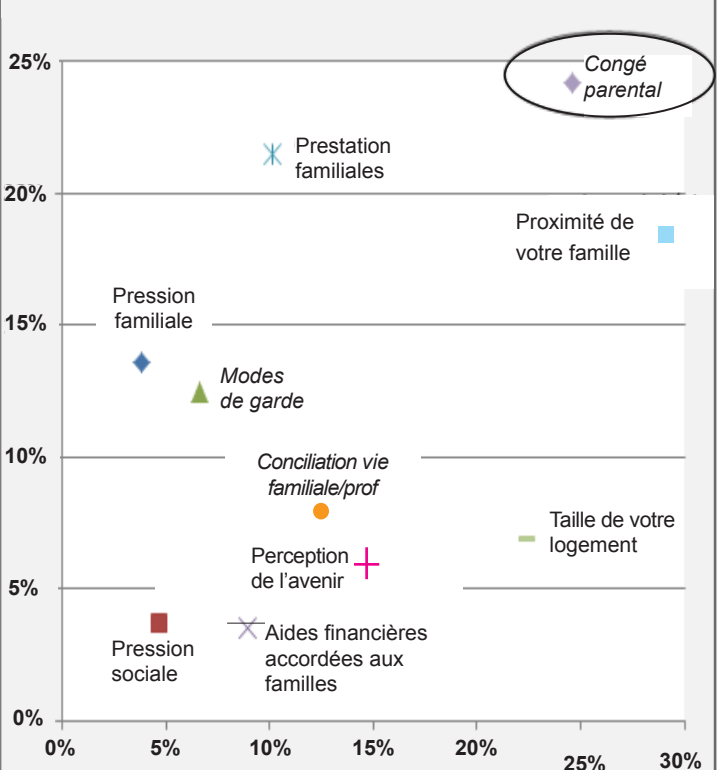 25%
Congé
parental
Prestation
familiales
20%
Proximité de
votre famille
Pression
familiale
15%
Modes
de garde
10%
Conciliation vie
familiale/prof
Taille de votre
logement
Perception
de l'avenir
5%
Aides financières
accordées aux
familles
Pression
sociale
0%
0% 5% 10% 15% 20% 25% 30%